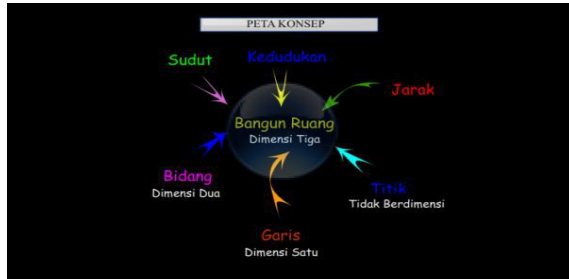 PETA KONSEP
Sudut
Kedudukan
Jarak
Bangun Ruang
Dimensi Tiga
Bidang
Dimensi Dua
Titik
Tidak Berdimensi
Garis
Dimensi Satu